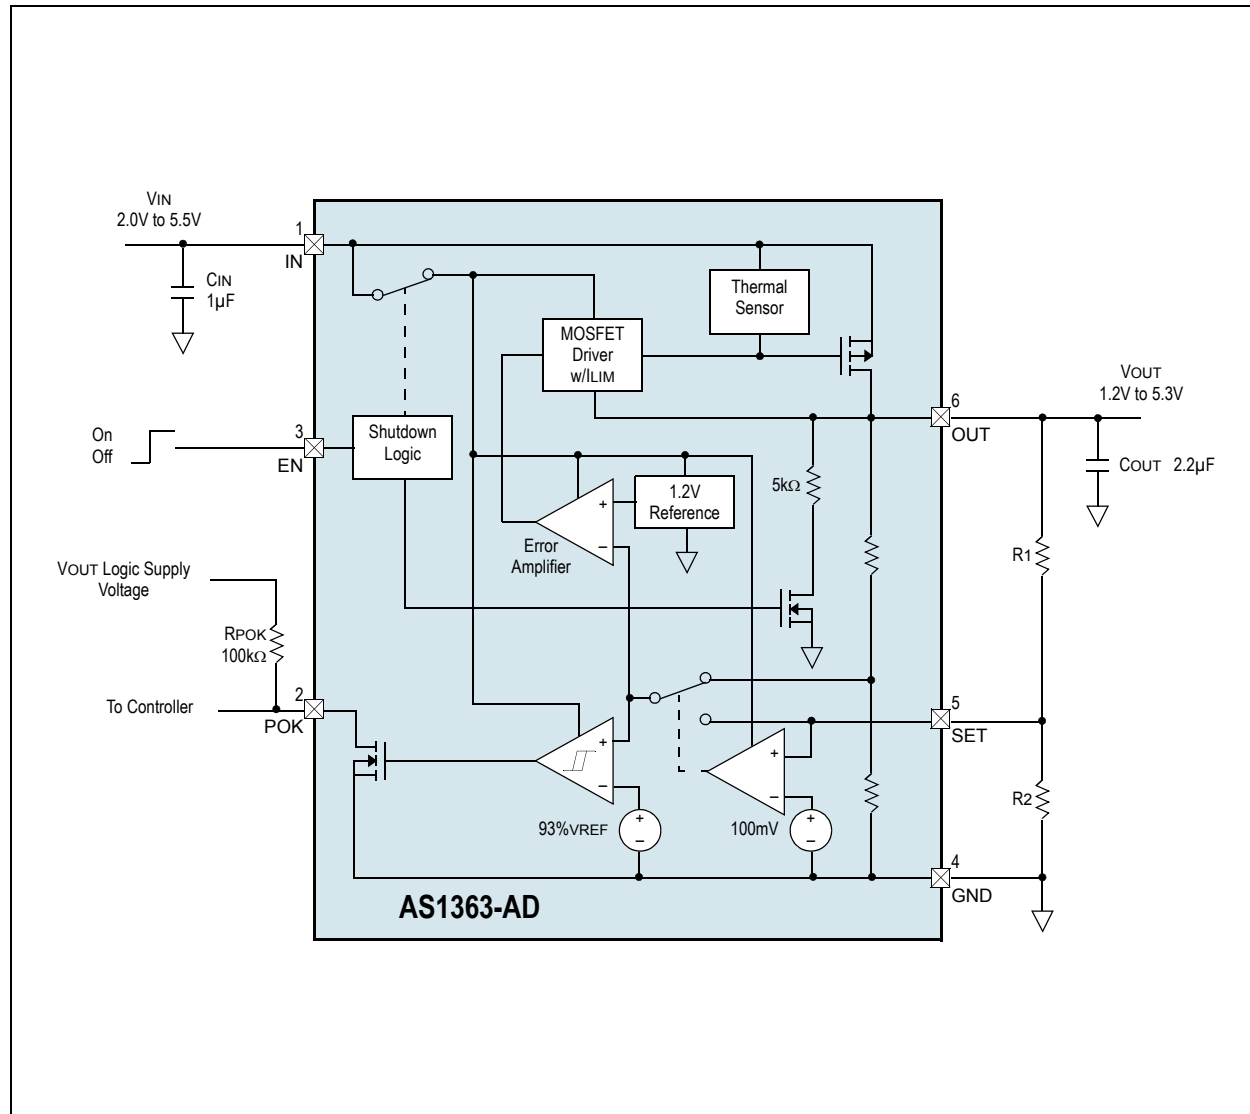 VIN
2.0V to 5.5V
1
IN
CIN
1µF
Thermal
Sensor
MOSFET
Driver
w/ILIM
VOUT
1.2V to 5.3V
6
OUT
On
Off
3
EN
Shutdown
Logic
COUT 2.2µF
5kΩ
+
1.2V
Reference
–
Error
Amplifier
R1
VOUT Logic Supply
Voltage
RPOK
100kΩ
To Controller
2
POK
5
SET
+
–
+
–
R2
93%VREF
+
–
100mV
+
–
4
GND
AS1363-AD